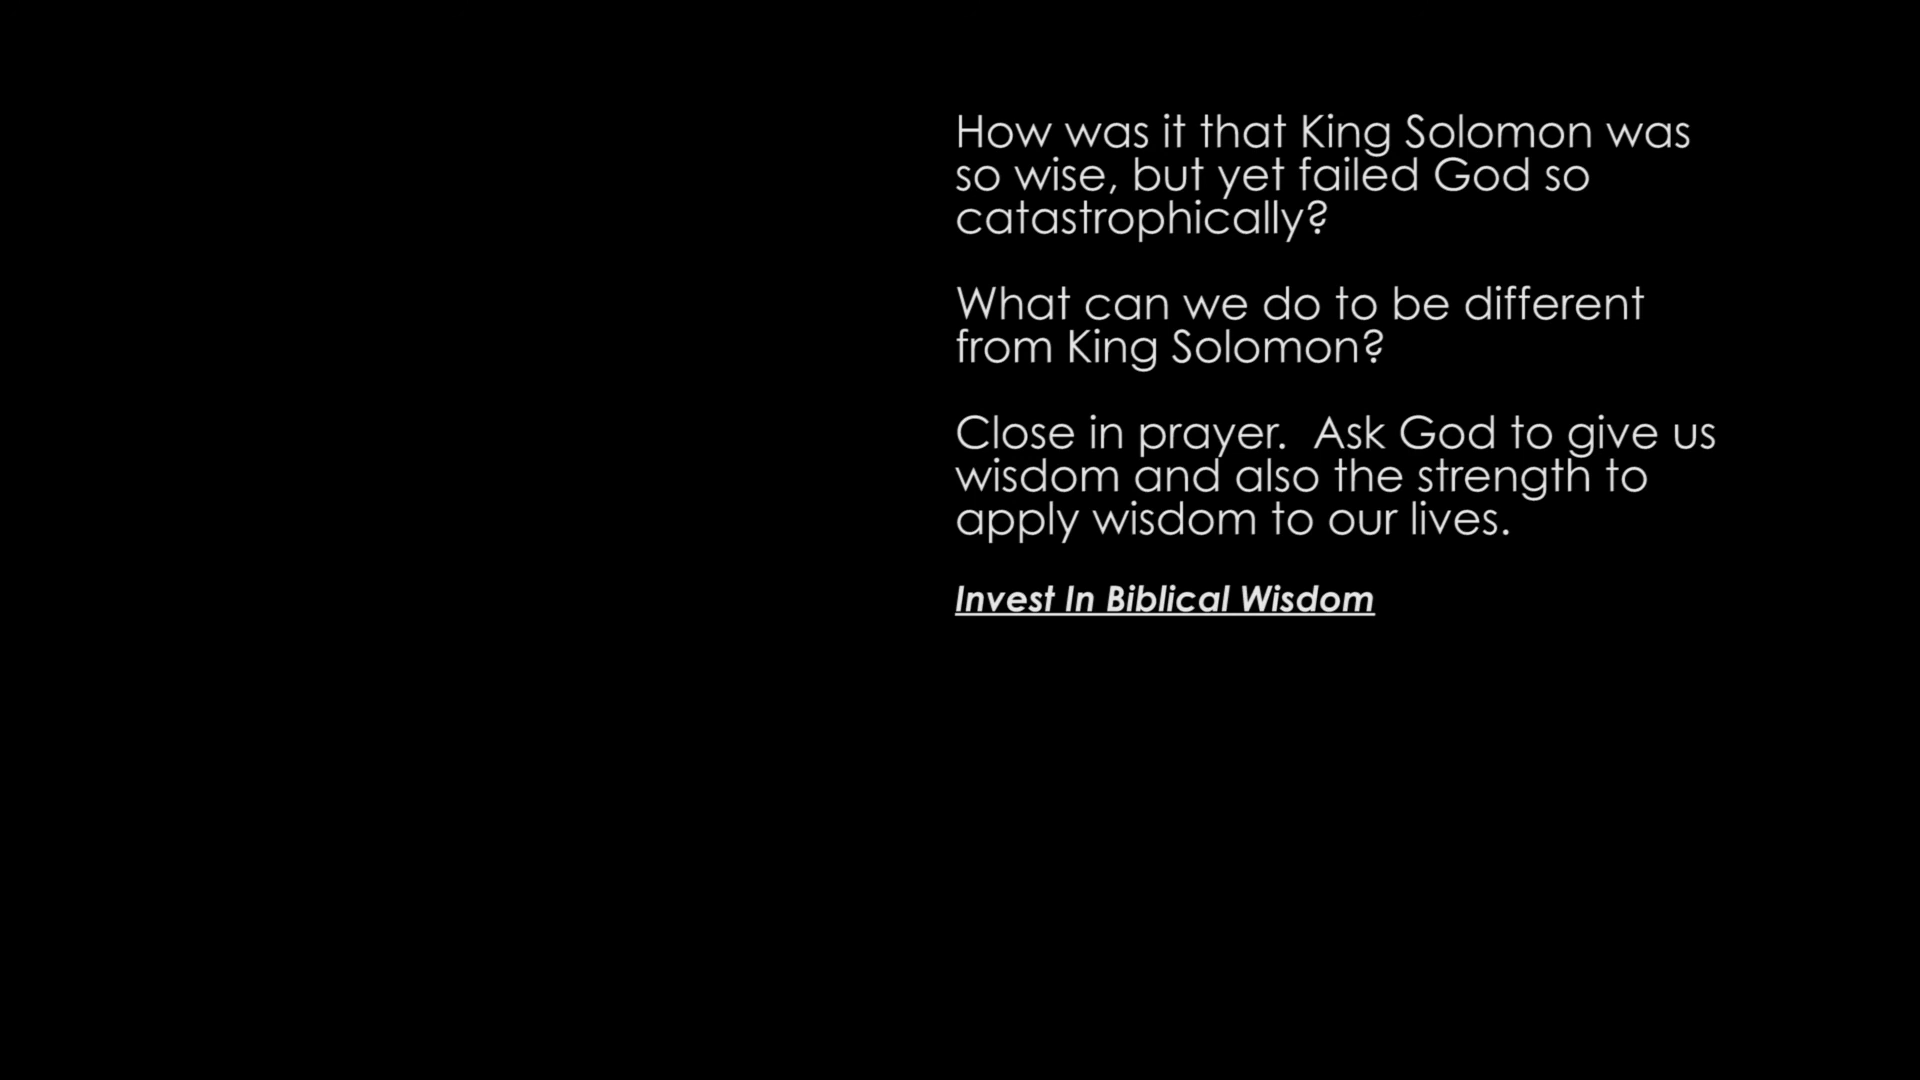 How was it that King Solomon was
so wise, but yet failed God so
catastrophically?
What can we do to be different
from King Solomon?
Close in prayer.  Ask God to give us
wisdom and also the strength to
apply wisdom to our lives.
Invest In Biblical Wisdom